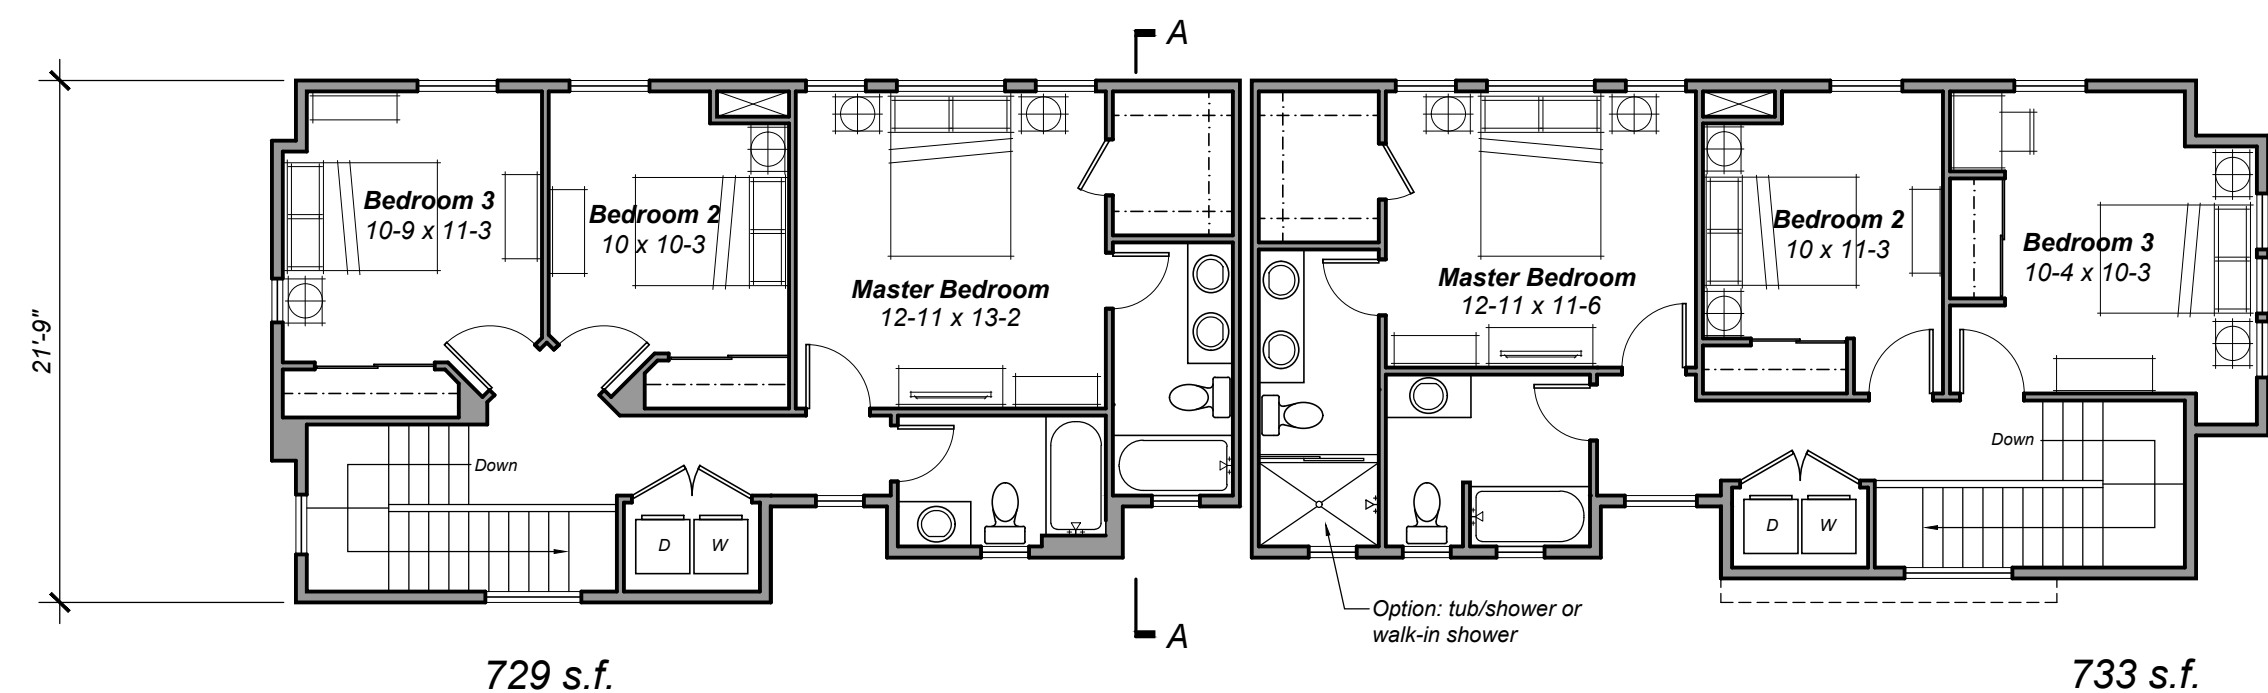 A
21'-9"
Bedroom 3
10-9 x 11-3
Bedroom 2
10 x 10-3
Master Bedroom
12-11 x 13-2
Down
D
W
Master Bedroom
12-11 x 11-6
Bedroom 2
10 x 11-3
Bedroom 3
10-4 x 10-3
Down
D
W
Option: tub/shower or
walk-in shower
A
729 s.f.
733 s.f.